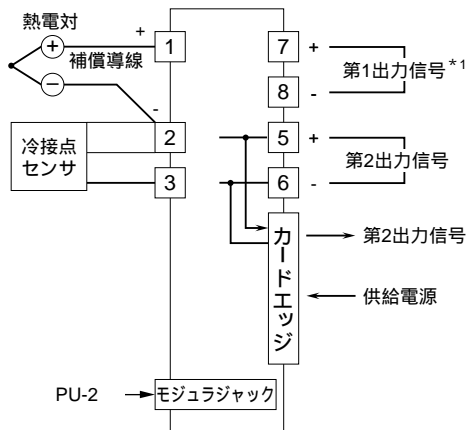 熱電対
+
補償導線
−
+
-
冷接点
センサ
1
2
3
7
8
5
6
+
-
第1出力信号*1
+
-
第2出力信号
カードエッジ
第2出力信号
供給電源
PU-2
モジュラジャック